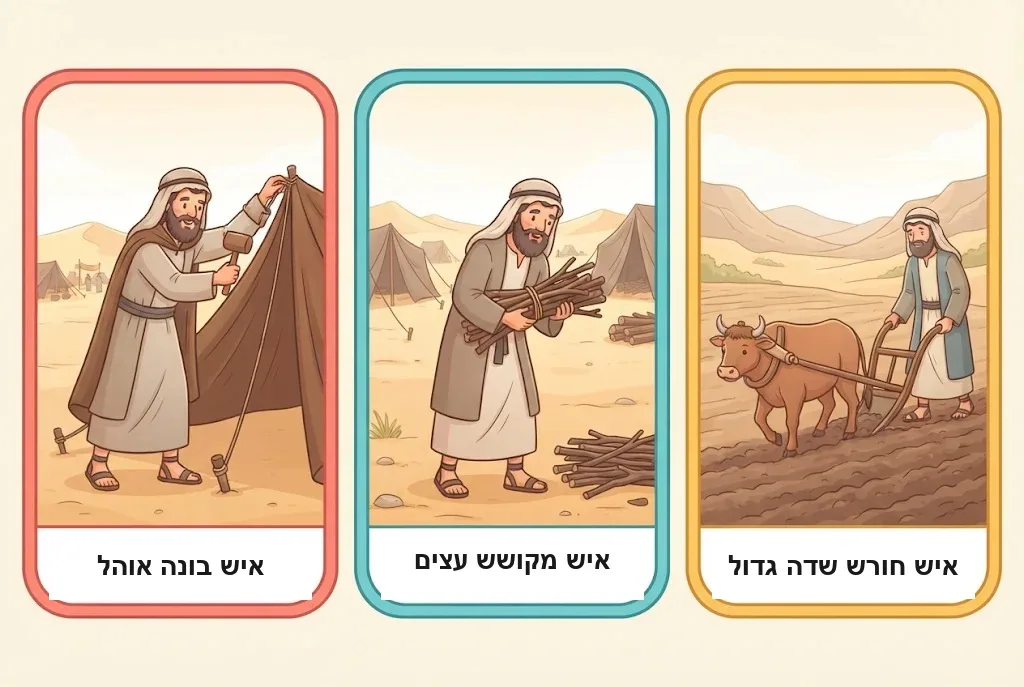 איש חורש שדה גדול
איש מקושש עצים
איש בונה אוהל